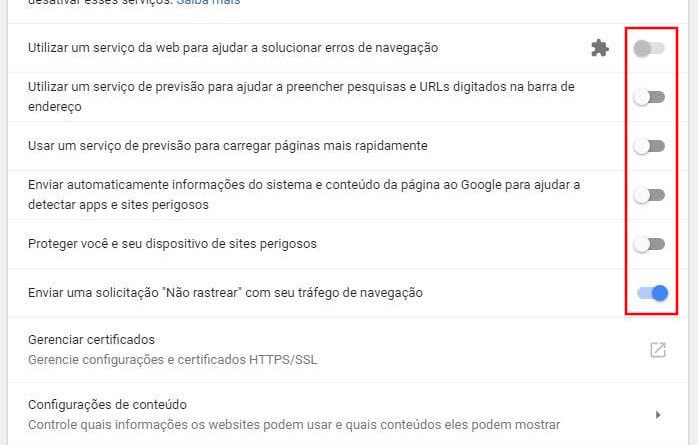 desativar esses serviços. Saiba mais
Utilizar um serviço da web para ajudar a solucionar erros de navegação
Utilizar um serviço de previsão para ajudar a preencher pesquisas e URLs digitados na barra de
endereço
Usar um serviço de previsão para carregar páginas mais rapidamente
Enviar automaticamente informações do sistema e conteúdo da página ao Google para ajudar a
detectar apps e sites perigosos
Proteger você e seu dispositivo de sites perigosos
Enviar uma solicitação "Não rastrear" com seu tráfego de navegação
Gerenciar certificados
Gerencie configurações e certificados HTTPS/SSL
Configurações de conteúdo
Controle quais informações os websites podem usar e quais conteúdos eles podem mostrar